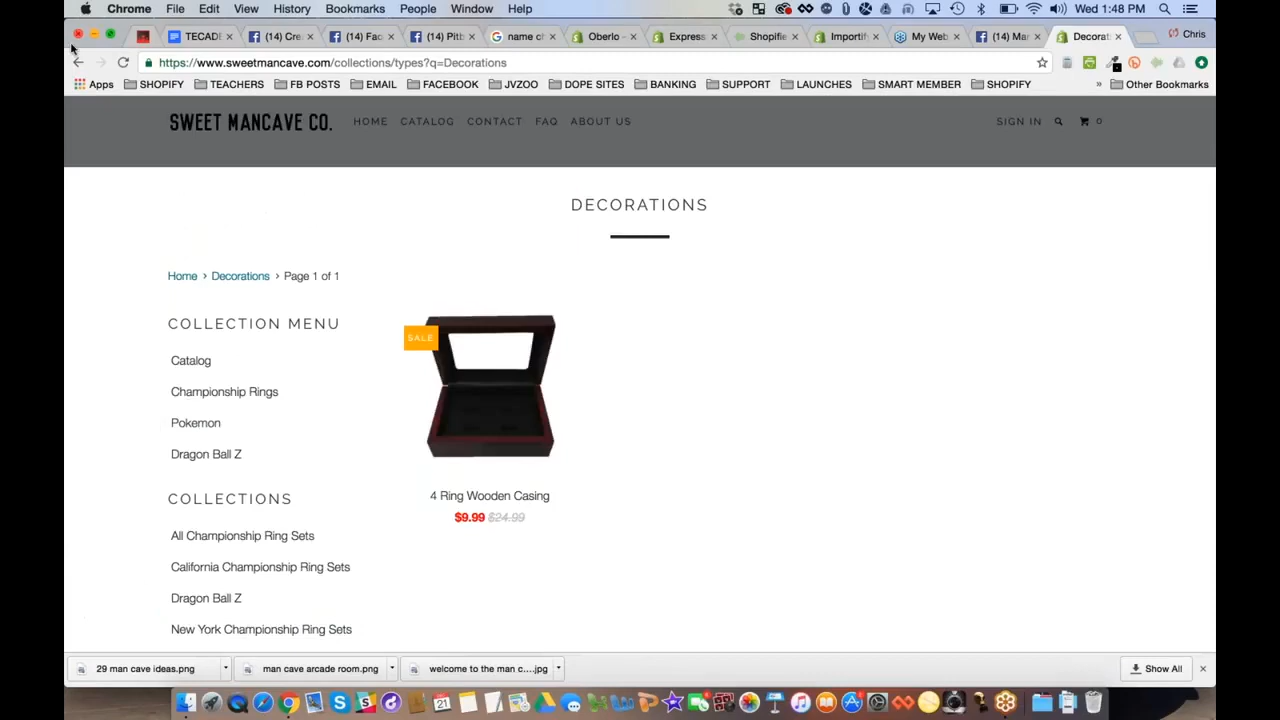 Chrome File Edit View History Bookmarks People Window Help Wed 1:48 PM
TECADE (14) Cre (14) Fac (14) Pitt name ch Oberlo - Express Shopifie Importify My Web (14) Mar Decorati Chris
https://www.sweetmancave.com/collections/types?q=Decorations
Apps SHOPIFY TEACHERS FB POSTS EMAIL FACEBOOK JVZOO DOPE SITES BANKING SUPPORT LAUNCHES SMART MEMBER SHOPIFY » Other Bookmarks
SWEET MANCAVE CO. HOME CATALOG CONTACT FAQ ABOUT US SIGN IN 0
DECORATIONS
Home › Decorations › Page 1 of 1
COLLECTION MENU
SALE
Catalog
Championship Rings
Pokemon
Dragon Ball Z
4 Ring Wooden Casing
$9.99 $24.99
COLLECTIONS
All Championship Ring Sets
California Championship Ring Sets
Dragon Ball Z
New York Championship Ring Sets
29 man cave ideas.png man cave arcade room.png welcome to the man c....jpg Show All
21